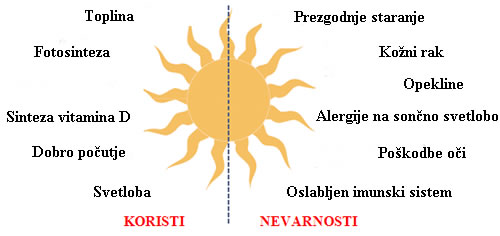 Toplina
Fotosinteza
Sinteza vitamina D
Dobro počutje
Svetloba
KORISTI
Prezgodnje staranje
Kožni rak
Opekline
Alergije na sončno svetlobo
Poškodbe oči
Oslabljen imunski sistem
NEVARNOSTI